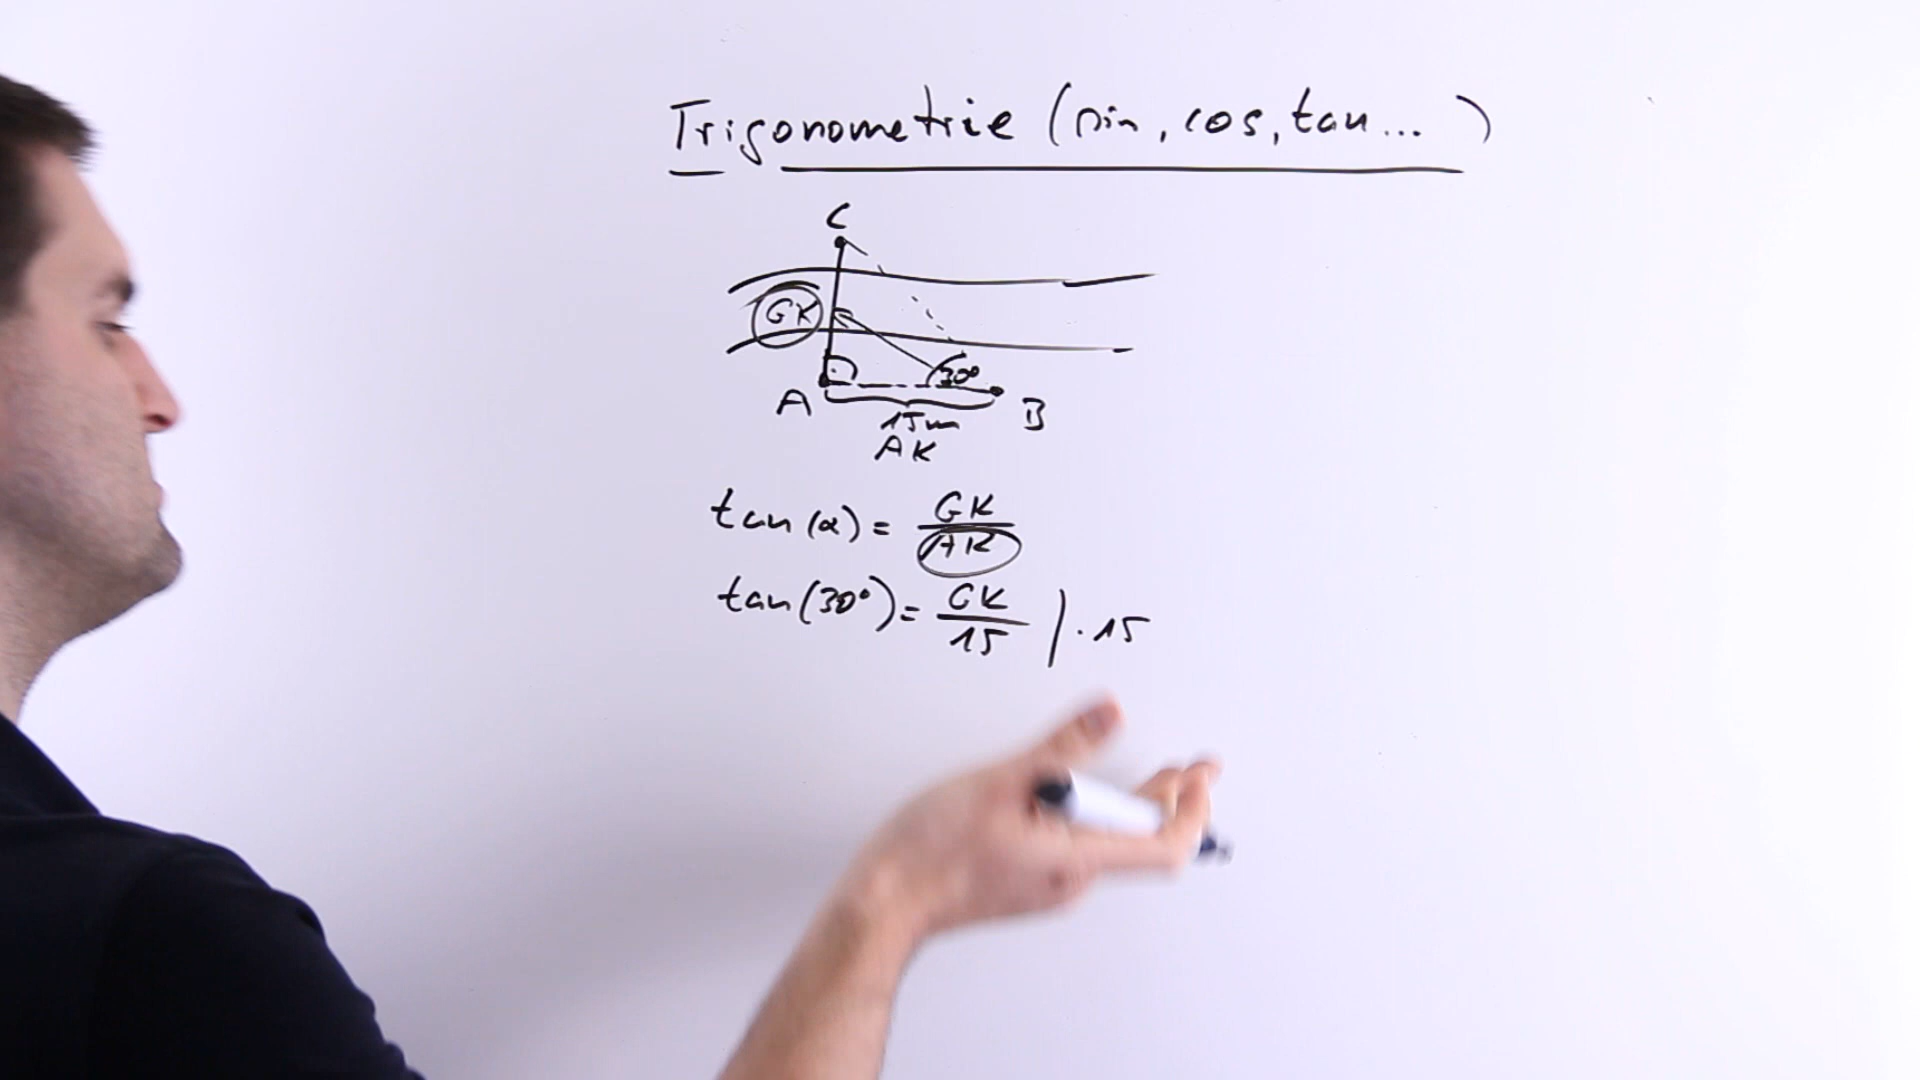 Trigonometrie (sin, cos, tan... )
C
GK
30°
A
B
15m
AK
tan (α) = GK / AK
tan (30°) = GK / 15 | · 15